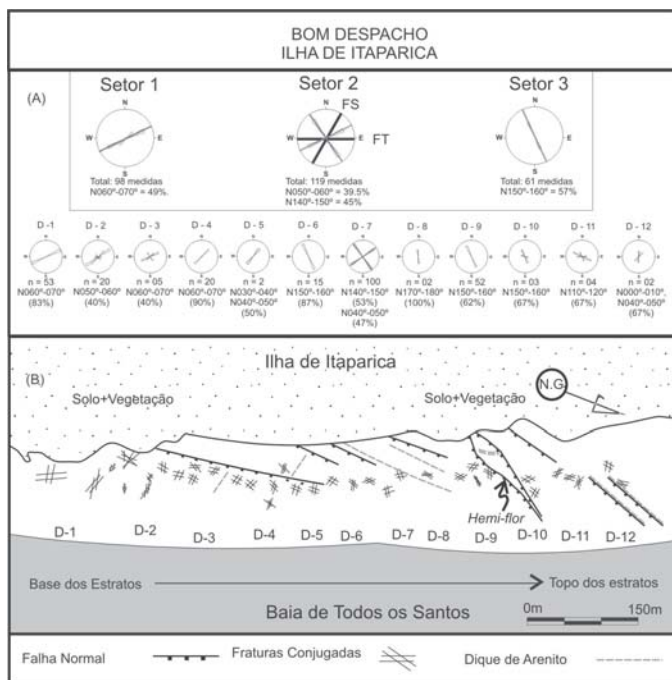 BOM DESPACHO
ILHA DE ITAPARICA
(A)
Setor 1
Setor 2
Setor 3
N
W
E
S
Total: 98 medidas
N060º-070º = 49%.
N
FS
W
E
FT
S
Total: 119 medidas
N050º-060º = 39.5%
N140º-150º = 45%
N
W
E
S
Total: 61 medidas
N150º-160º = 57%
D - 1
D - 2
D - 3
D - 4
D - 5
D - 6
D - 7
D - 8
D - 9
D - 10
D - 11
D - 12
n = 53
N060º-070º
(83%)
n = 20
N050º-060º
(40%)
n = 05
N060º-070º
(40%)
n = 20
N060º-070º
(90%)
n = 2
N030º-040º
N040º-050º
(50%)
n = 15
N150º-160º
(87%)
n = 100
N140º-150º
(53%)
N040º-050º
(47%)
n = 02
N170º-180º
(100%)
n = 52
N150º-160º
(62%)
n = 03
N150º-160º
(67%)
n = 04
N110º-120º
(67%)
n = 02
N000º-010º.
N040º-050º
(67%)
(B)
Ilha de Itaparica
N.G.
Solo+Vegetação
Solo+Vegetação
Hemi-flor
D-1
D-2
D-3
D-4
D-5
D-6
D-7
D-8
D-9
D-10
D-11
D-12
Base dos Estratos
Topo dos estratos
Baia de Todos os Santos
0m
150m
Falha Normal
Fraturas Conjugadas
Dique de Arenito